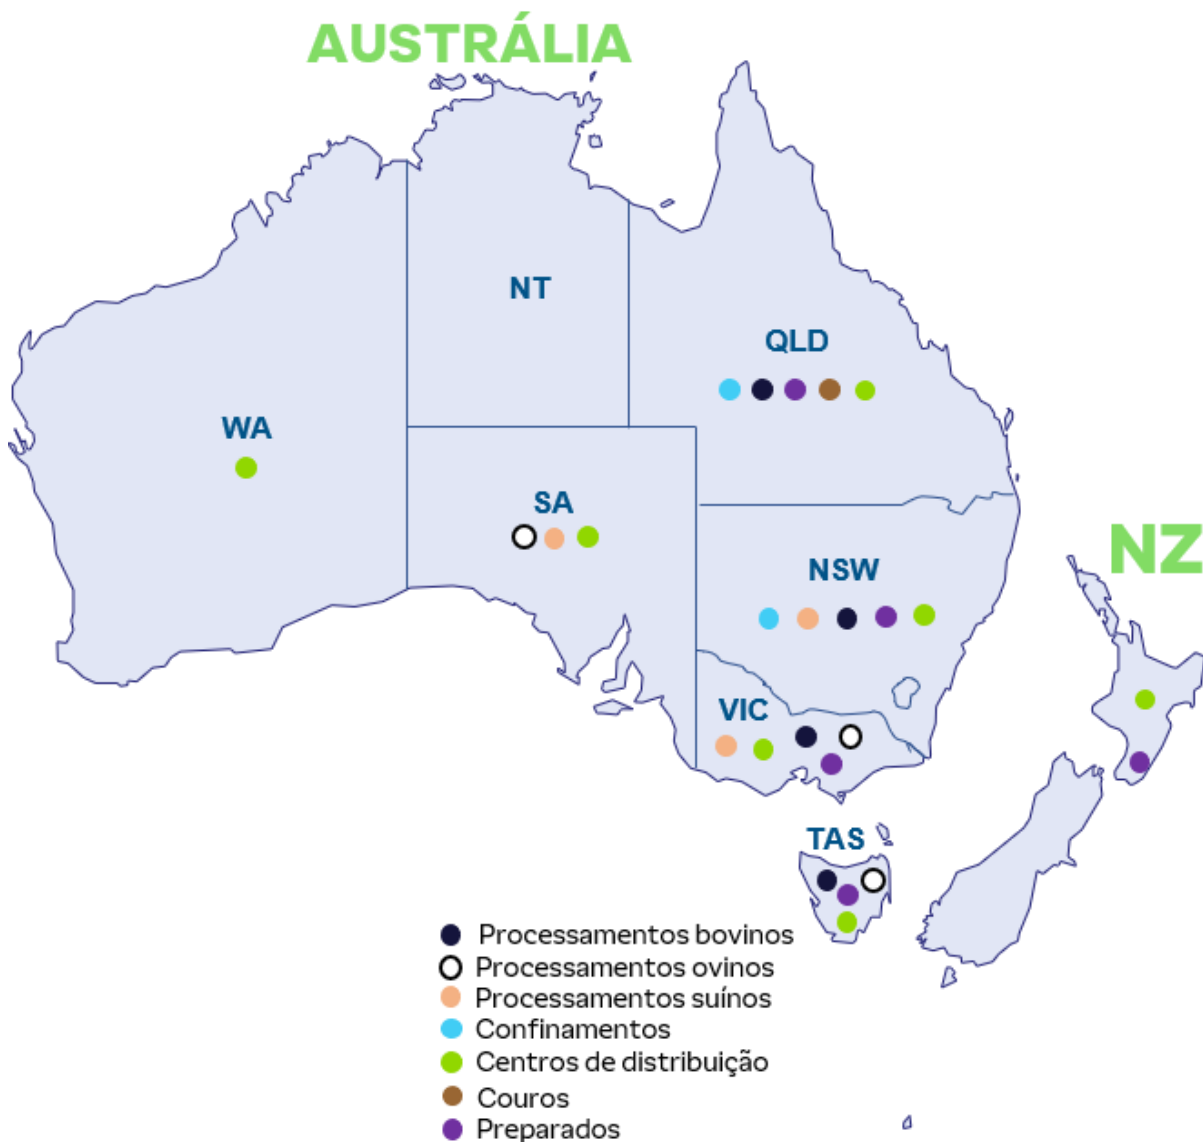 AUSTRÁLIA
NT
QLD
WA
SA
NZ
NSW
VIC
TAS
Processamentos bovinos
Processamentos ovinos
Processamentos suínos
Confinamentos
Centros de distribuição
Couros
Preparados